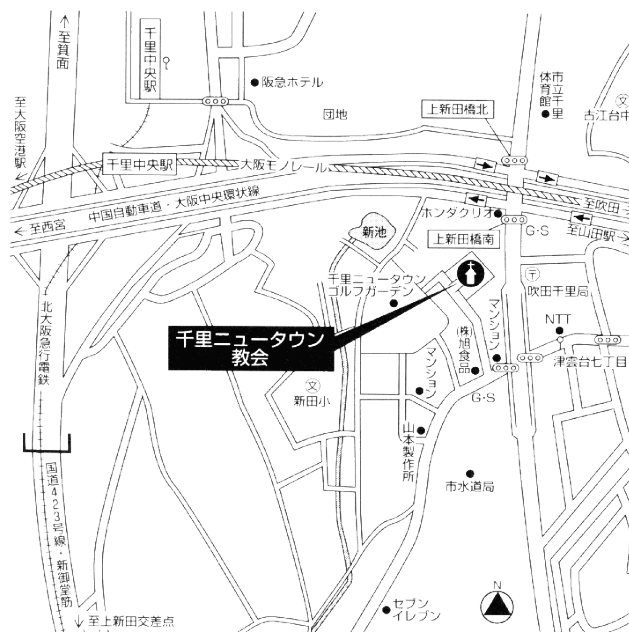 至箕面
千里中央駅
阪急ホテル
団地
上新田橋北
市立千里
体育館
文
古江台中
至大阪空港駅
千里中央駅
大阪モノレール
中国自動車道・大阪中央環状線
至西宮
至吹田
ホンダクリオ
G・S
至山田駅
新池
上新田橋南
千里ニュータウン
ゴルフガーデン
〒
吹田千里局
北大阪急行電鉄
千里ニュータウン
教会
(株)旭食品
マンション
NTT
津雲台七丁目
マンション
G・S
文
新田小
山本製作所
市水道局
国道423号線・新御堂筋
至上新田交差点
セブン
イレブン
N